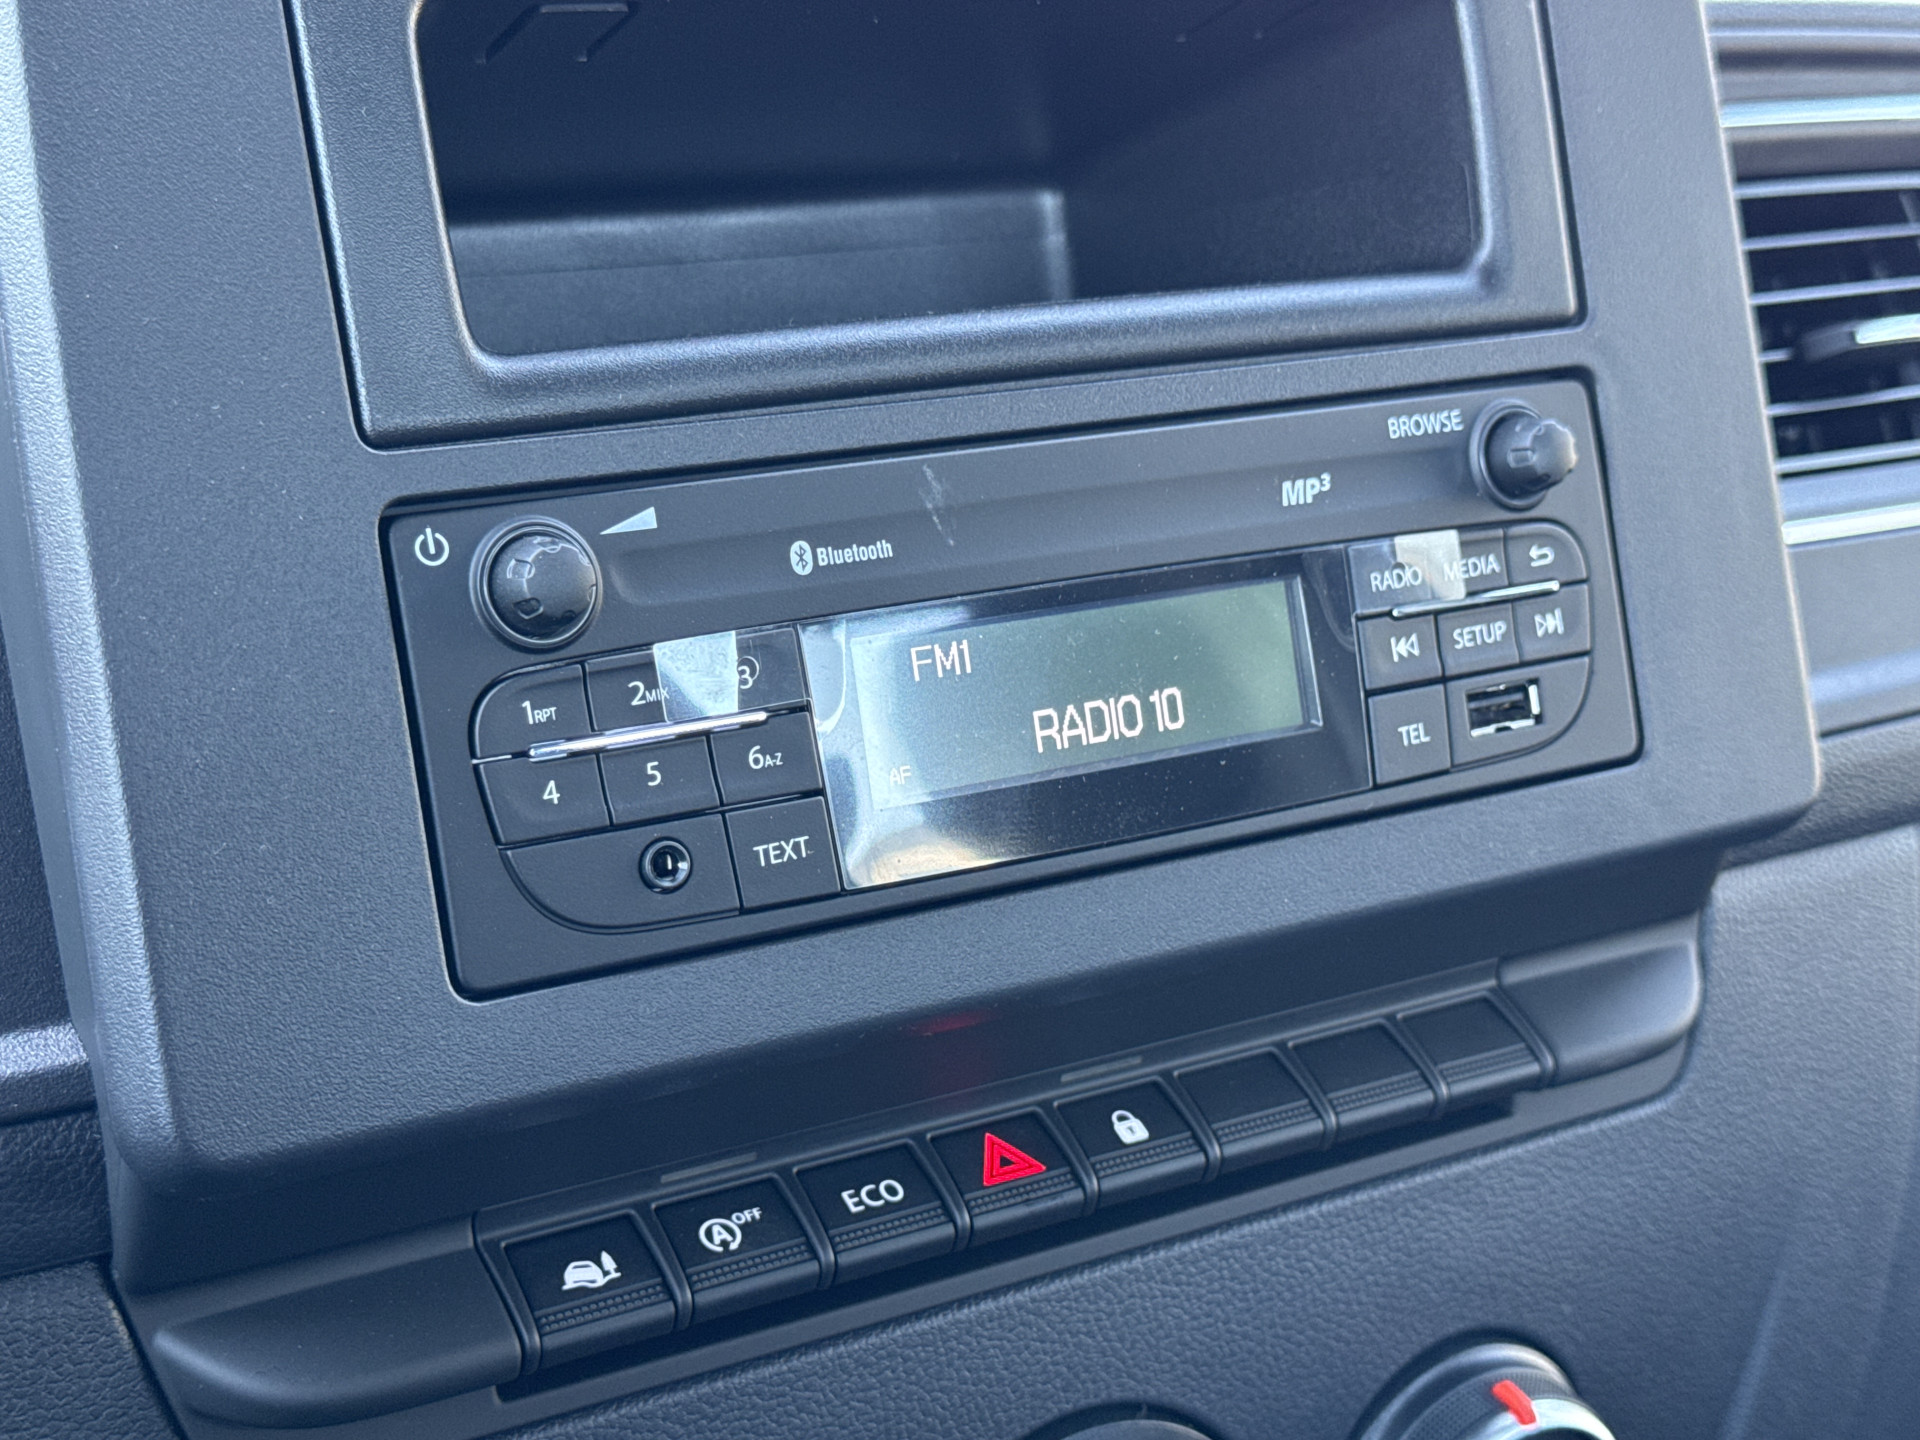 BROWSE
MP3
Bluetooth
RADIO MEDIA
1RPT 2MIX 3
FM1
RADIO 10
AF
SETUP
4 5 6A-Z
TEL
TEXT
A OFF
ECO